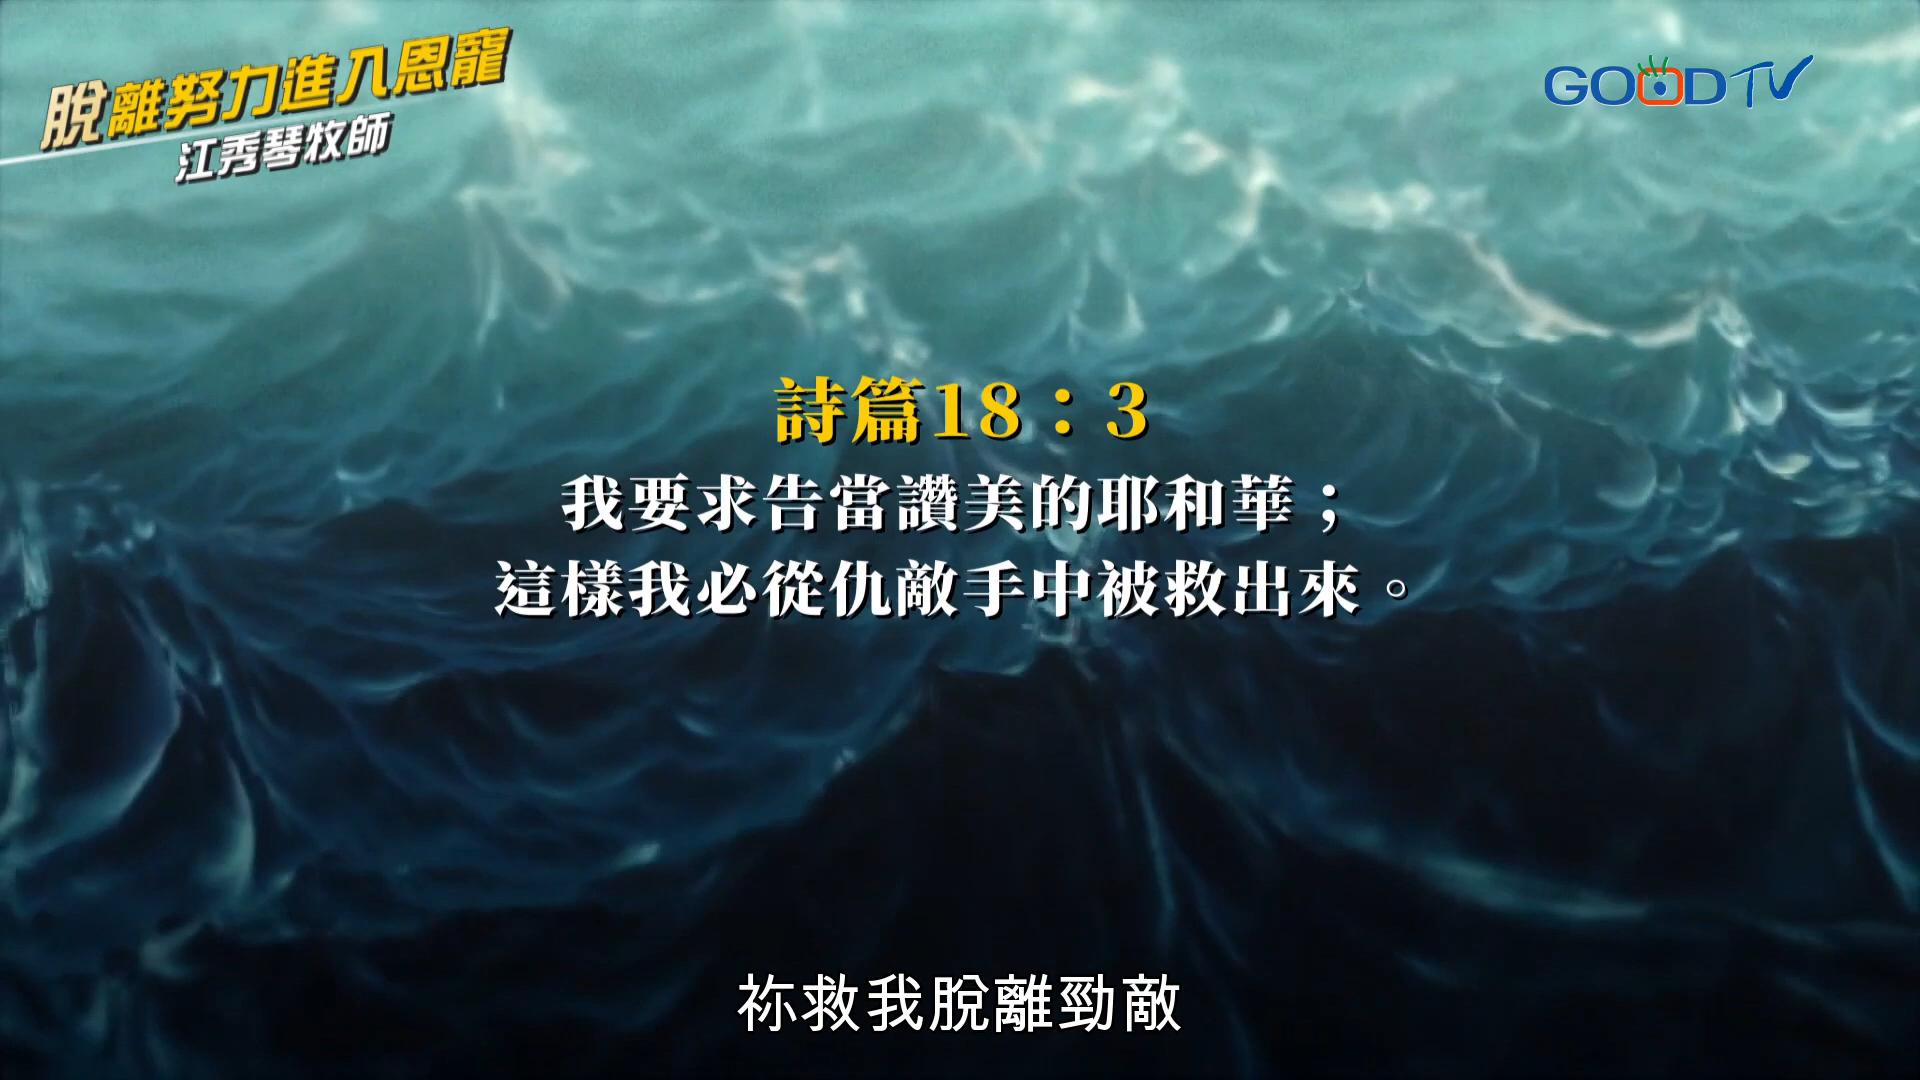 脫離努力進入恩寵
江秀琴牧師
GOODTV
詩篇18：3
我要求告當讚美的耶和華；
這樣我必從仇敵手中被救出來。
祢救我脫離勁敵